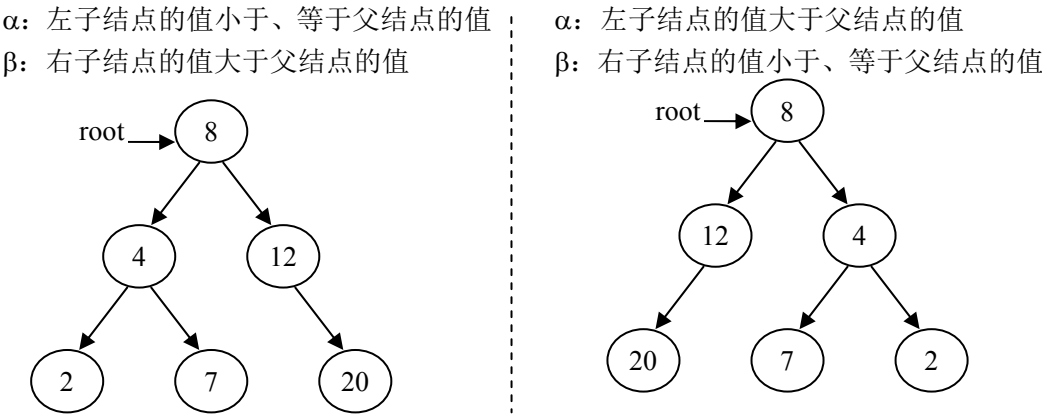 α：左子结点的值小于、等于父结点的值
β：右子结点的值大于父结点的值
root
8
4
12
2
7
20
α：左子结点的值大于父结点的值
β：右子结点的值小于、等于父结点的值
root
8
12
4
20
7
2